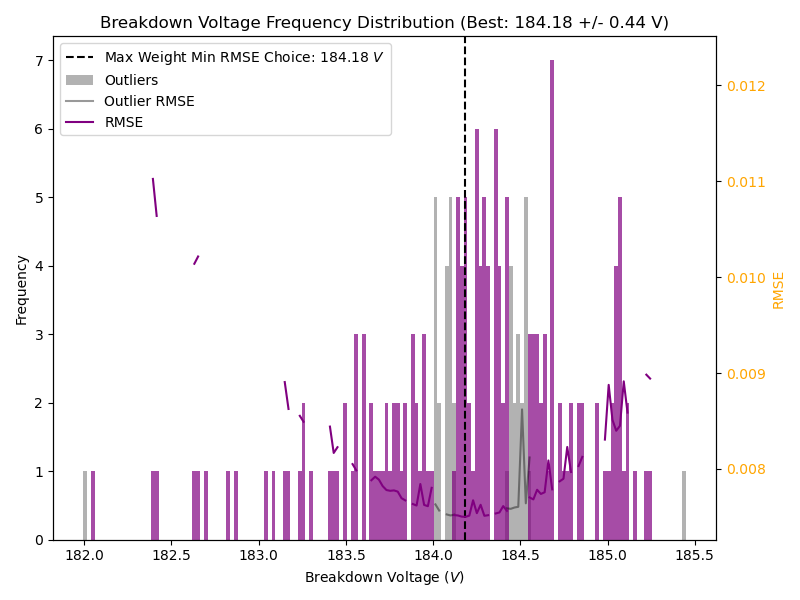 Breakdown Voltage Frequency Distribution (Best: 184.18 +/- 0.44 V)
Max Weight Min RMSE Choice: 184.18 V
Outliers
Outlier RMSE
RMSE
Frequency
7
6
5
4
3
2
1
0
0.012
0.011
0.010
0.009
0.008
RMSE
182.0 182.5 183.0 183.5 184.0 184.5 185.0 185.5
Breakdown Voltage (V)